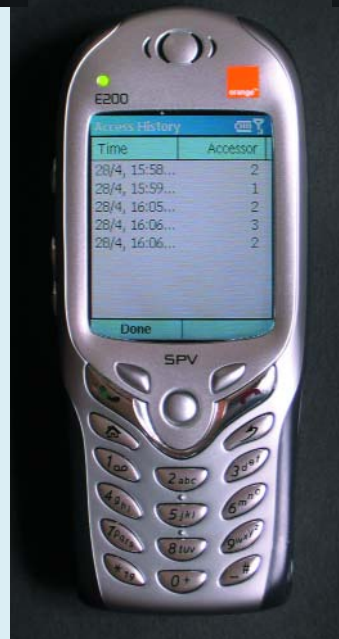 orange™
E200
Access History
Time Accessor
28/4, 15:58... 2
28/4, 15:59... 1
28/4, 16:05... 2
28/4, 16:06... 3
28/4, 16:06... 2
Done
SPV
1
2 abc
3 def
4 ghi
5 jkl
6 mno
7 pqrs
8 tuv
9 wxyz
*
0 +
#